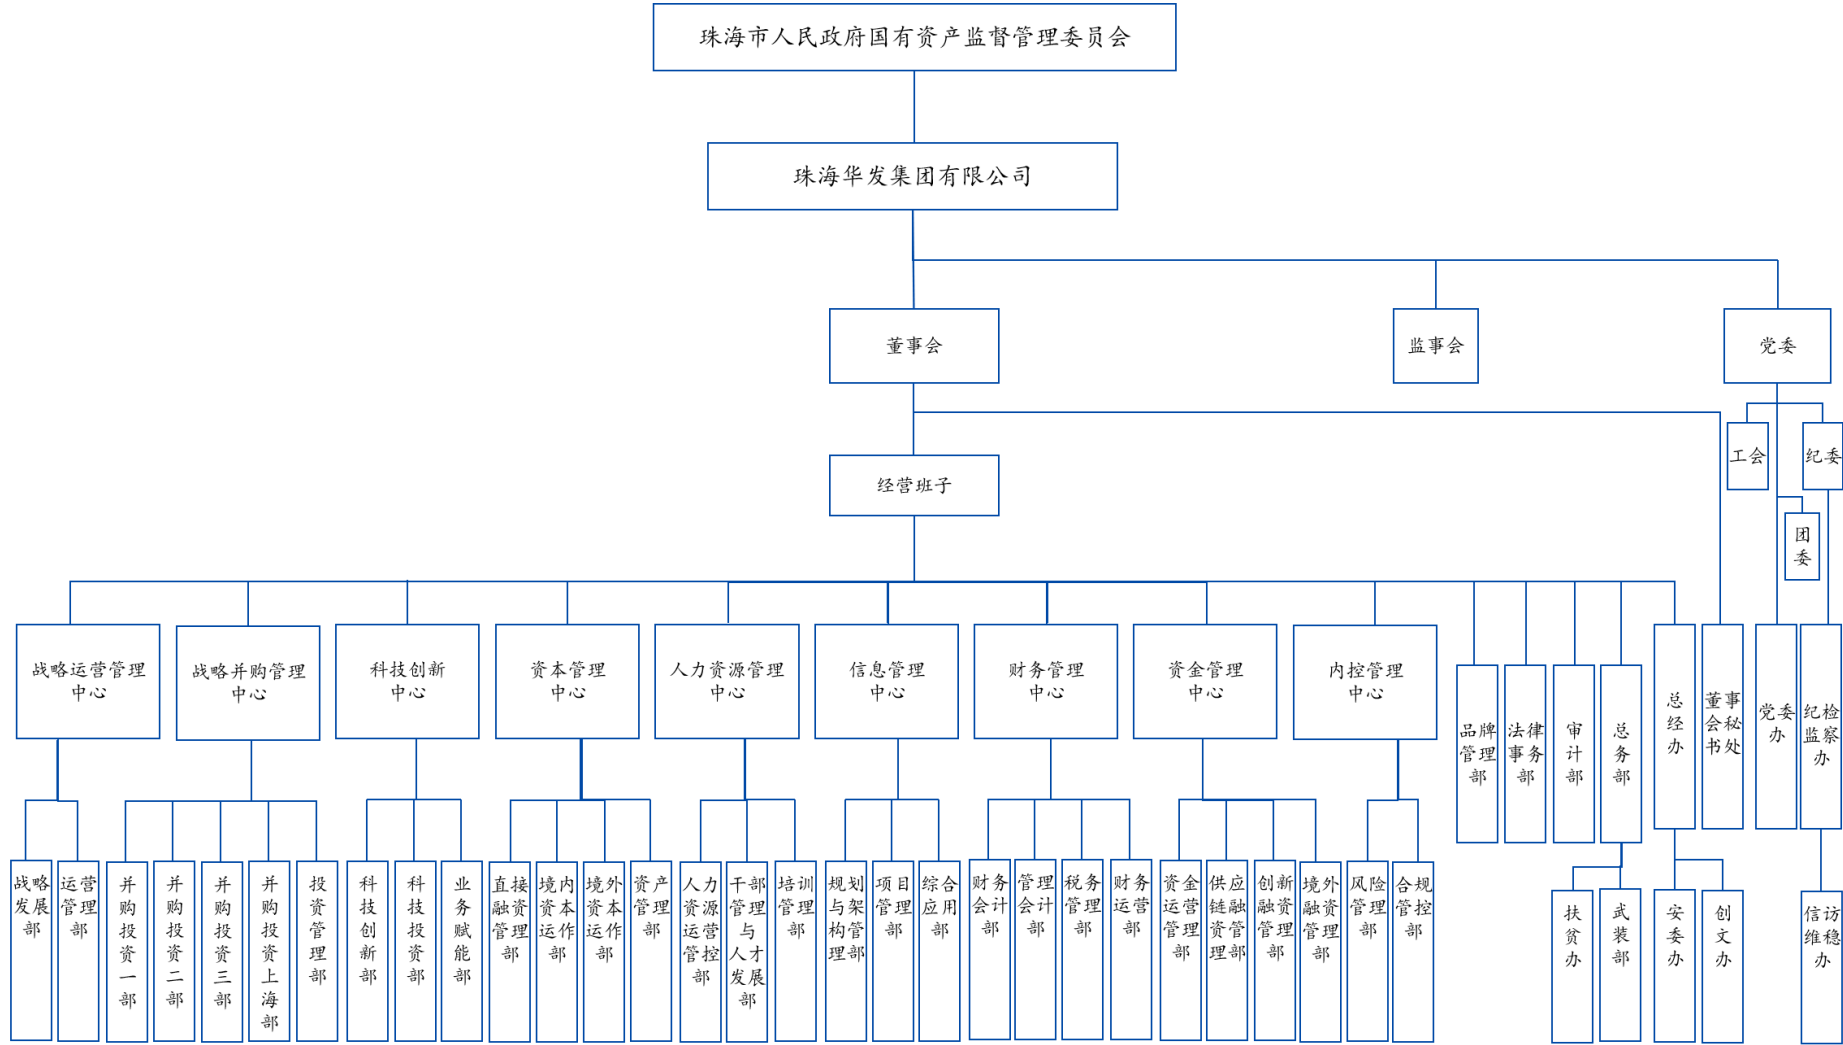 珠海市人民政府国有资产监督管理委员会
珠海华发集团有限公司
董事会
监事会
党委
工会
纪委
经营班子
团
委
战略运营管理
中心
战略并购管理
中心
科技创新
中心
资本管理
中心
人力资源管理
中心
信息管理
中心
财务管理
中心
资金管理
中心
内控管理
中心
品牌
管理
部
法律
事务
部
审
计
部
总
务
部
总
经
办
董事
会秘
书处
党委
办
纪检
监察
办
战略
发展
部
运营
管理
部
并
购
投
资
一
部
并
购
投
资
二
部
并
购
投
资
三
部
并
购
投
资
上
海
部
投
资
管
理
部
科
技
创
新
部
科
技
投
资
部
业
务
赋
能
部
直接
融资
管理
部
境内
资本
运作
部
境外
资本
运作
部
资产
管理
部
人力
资源
运营
管控
部
干部
管理
与
人才
发展
部
培训
管理
部
规划
与架
构管
理部
项目
管理
部
综合
应用
部
财务
会计
部
管理
会计
部
税务
管理
部
财务
运营
部
资金
运营
管理
部
供应
链融
资管
理部
创新
融资
管理
部
境外
融资
管理
部
风险
管理
部
合规
管控
部
扶
贫
办
武
装
部
安
委
办
创
文
办
信访
维稳
办